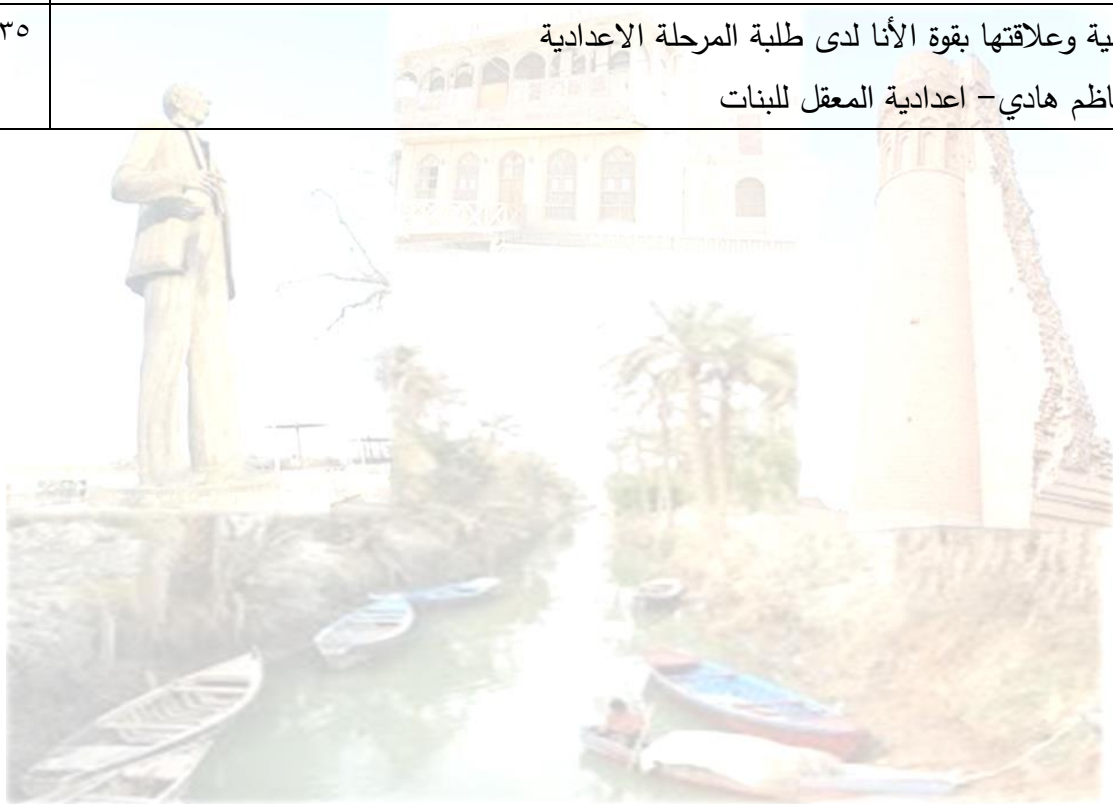 ية وعلاقتها بقوة الأنا لدى طلبة المرحلة الاعدادية
اظم هادي– اعدادية المعقل للبنات
٣٥